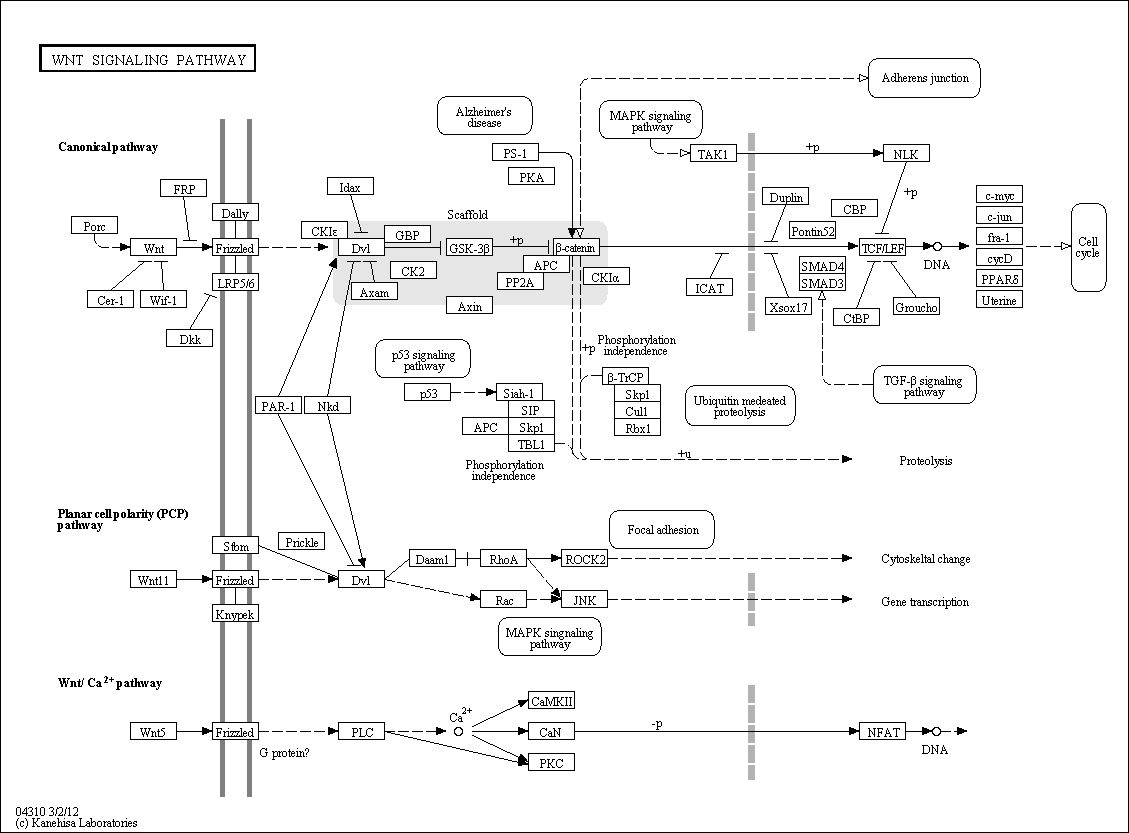 WNT SIGNALING PATHWAY
Adherens junction
Alzheimer's
disease
MAPK signaling
pathway
Canonical pathway
PS-1
TAK1
+p
NLK
PKA
FRP
Idax
+p
Duplin
c-myc
Dally
Scaffold
CBP
c-jun
Porc
CKIε
GBP
Pontin52
fra-1
Wnt
Frizzled
Dvl
GSK-3β
+p
β-catenin
TCF/LEF
DNA
Cell
cycle
cycD
APC
SMAD4
CK2
CKIα
PPARδ
LRP5/6
PP2A
SMAD3
ICAT
Cer-1
Wif-1
Axam
Uterine
Axin
Xsox17
Groucho
CtBP
Dkk
+p
Phosphorylation
independence
p53 signaling
pathway
β-TrCP
TGF-β signaling
pathway
p53
Siah-1
Skp1
PAR-1
Nkd
SIP
Cul1
Ubiquitin medeated
proteolysis
APC
Skp1
Rbx1
TBL1
+u
Proteolysis
Phosphorylation
independence
Planar cell polarity (PCP)
pathway
Focal adhesion
Stbm
Prickle
Daam1
RhoA
ROCK2
Cytoskeltal change
Wnt11
Frizzled
Dvl
Rac
JNK
Gene transcription
Knypek
MAPK singnaling
pathway
Wnt/ Ca2+ pathway
CaMKII
Ca2+
Wnt5
Frizzled
PLC
CaN
-p
NFAT
DNA
G protein?
PKC
04310 3/2/12
(c) Kanehisa Laboratories